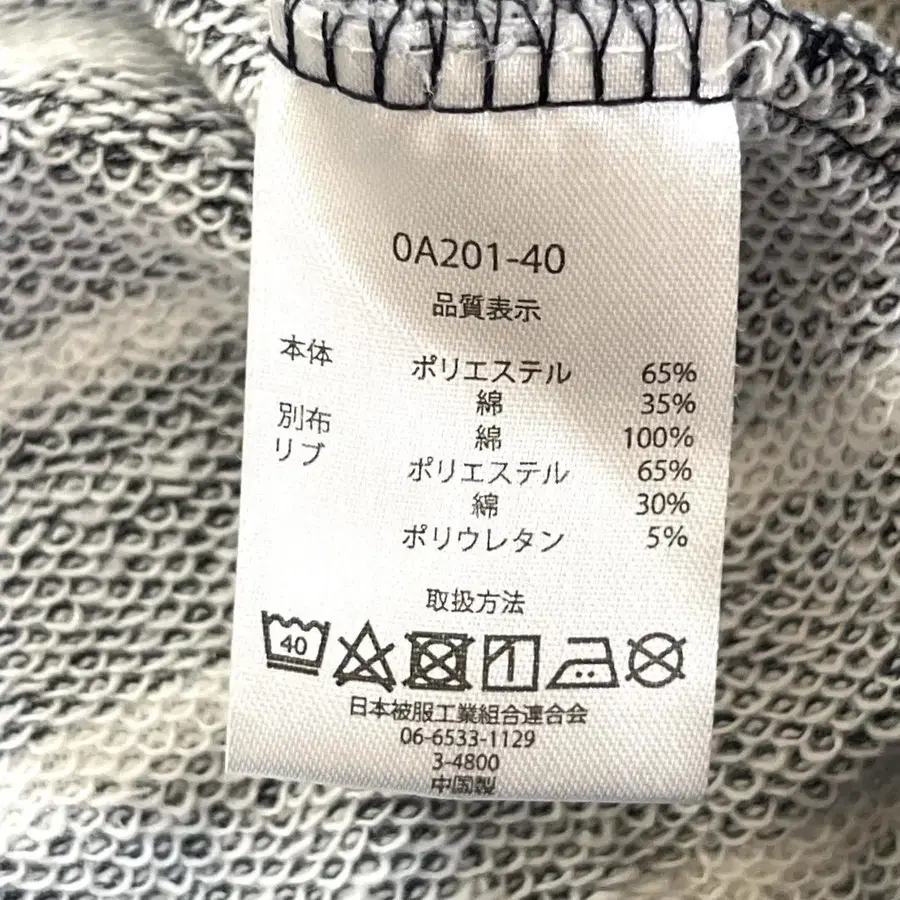 0A201-40
品質表示
本体 ポリエステル 65%
綿 35%
別布 綿 100%
リブ ポリエステル 65%
綿 30%
ポリウレタン 5%
取扱方法
40
日本被服工業組合連合会
06-6533-1129
3-4800
中国製